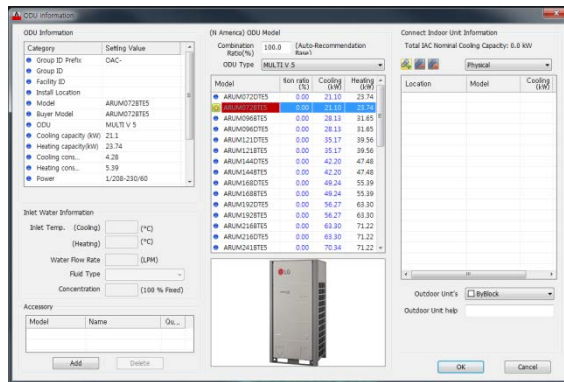 ODU Information
ODU Information
Category Setting Value
Group ID Prefix OAC-
Group ID
Facility ID
Install Location
Model ARUM072BTE5
Buyer Model ARUM072BTE5
ODU MULTI V 5
Cooling capacity (kW) 21.1
Heating capacity(kW) 23.74
Cooling cons... 4.28
Heating cons... 5.39
Power 1/208-230/60
Inlet Water Information
Inlet Temp. (Cooling) (°C)
(Heating) (°C)
Water Flow Rate (LPM)
Fluid Type
Concentration (100 % Fixed)
Accessory
Model Name Qu...
Add Delete
(N America) ODU Model
Combination Ratio(%) 100.0 (Auto-Recommendation Base)
ODU Type MULTI V 5
Model tion ratio (%) Cooling (kW) Heating (kW)
ARUM072DTE5 0.00 21.10 23.74
ARUM072BTE5 0.00 21.10 23.74
ARUM096BTE5 0.00 28.13 31.65
ARUM096DTE5 0.00 28.13 31.65
ARUM121DTE5 0.00 35.17 39.56
ARUM121BTE5 0.00 35.17 39.56
ARUM144DTE5 0.00 42.20 47.48
ARUM144BTE5 0.00 42.20 47.48
ARUM168DTE5 0.00 49.24 55.39
ARUM168BTE5 0.00 49.24 55.39
ARUM192DTE5 0.00 56.27 63.30
ARUM192BTE5 0.00 56.27 63.30
ARUM216BTE5 0.00 63.30 71.22
ARUM216DTE5 0.00 63.30 71.22
ARUM241BTE5 0.00 70.34 71.22
LG
Connect Indoor Unit Information
Total IAC Nominal Cooling Capacity: 0.0 kW
Physical
Location Model Cooling (kW)
Outdoor Unit's ByBlock
Outdoor Unit help
OK Cancel